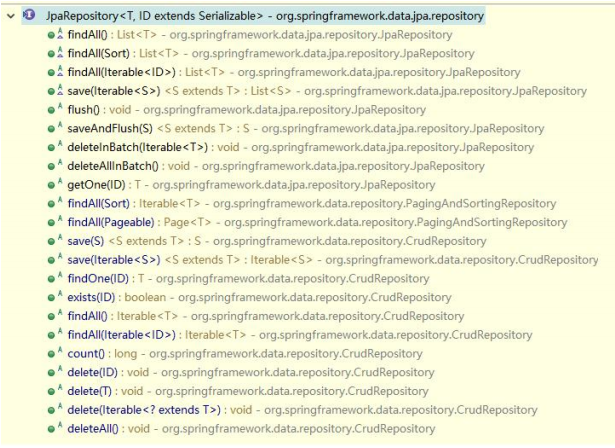 JpaRepository<T, ID extends Serializable> - org.springframework.data.jpa.repository
findAll() : List<T> - org.springframework.data.jpa.repository.JpaRepository
findAll(Sort) : List<T> - org.springframework.data.jpa.repository.JpaRepository
findAll(Iterable<ID>) : List<T> - org.springframework.data.jpa.repository.JpaRepository
save(Iterable<S>) <S extends T> : List<S> - org.springframework.data.jpa.repository.JpaRepository
flush() : void - org.springframework.data.jpa.repository.JpaRepository
saveAndFlush(S) <S extends T> : S - org.springframework.data.jpa.repository.JpaRepository
deleteInBatch(Iterable<T>) : void - org.springframework.data.jpa.repository.JpaRepository
deleteAllInBatch() : void - org.springframework.data.jpa.repository.JpaRepository
getOne(ID) : T - org.springframework.data.jpa.repository.JpaRepository
findAll(Sort) : Iterable<T> - org.springframework.data.repository.PagingAndSortingRepository
findAll(Pageable) : Page<T> - org.springframework.data.repository.PagingAndSortingRepository
save(S) <S extends T> : S - org.springframework.data.repository.CrudRepository
save(Iterable<S>) <S extends T> : Iterable<S> - org.springframework.data.repository.CrudRepository
findOne(ID) : T - org.springframework.data.repository.CrudRepository
exists(ID) : boolean - org.springframework.data.repository.CrudRepository
findAll() : Iterable<T> - org.springframework.data.repository.CrudRepository
findAll(Iterable<ID>) : Iterable<T> - org.springframework.data.repository.CrudRepository
count() : long - org.springframework.data.repository.CrudRepository
delete(ID) : void - org.springframework.data.repository.CrudRepository
delete(T) : void - org.springframework.data.repository.CrudRepository
delete(Iterable<? extends T>) : void - org.springframework.data.repository.CrudRepository
deleteAll() : void - org.springframework.data.repository.CrudRepository